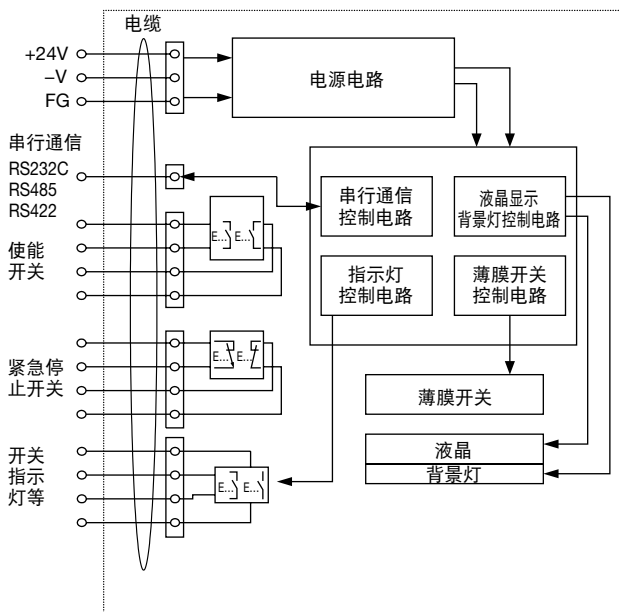 电缆
+24V
–V
FG
电源电路
串行通信
RS232C
RS485
RS422
串行通信
控制电路
液晶显示
背景灯控制电路
使能
开关
E... E...
指示灯
控制电路
薄膜开关
控制电路
紧急停
止开关
E... E...
薄膜开关
开关
指示
灯等
E... E...
液晶
背景灯